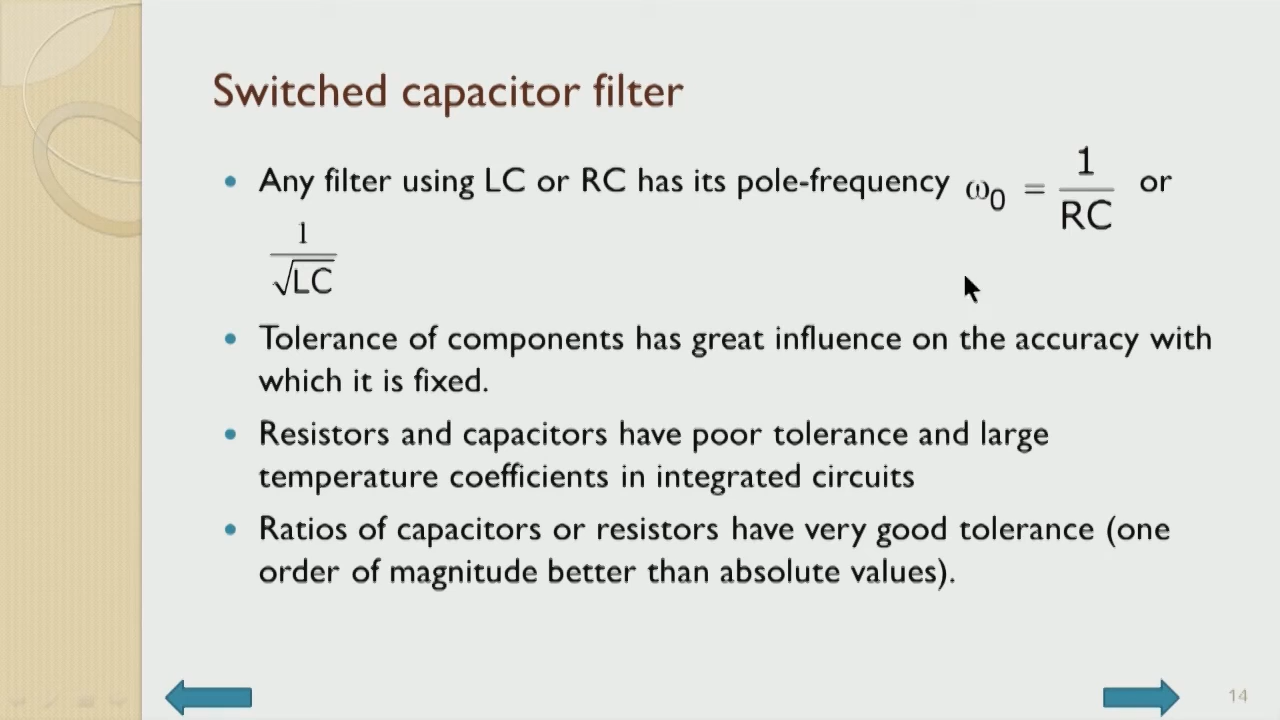 Switched capacitor filter
• Any filter using LC or RC has its pole-frequency ω₀ = 1/RC or
1/√LC
• Tolerance of components has great influence on the accuracy with
which it is fixed.
• Resistors and capacitors have poor tolerance and large
temperature coefficients in integrated circuits
• Ratios of capacitors or resistors have very good tolerance (one
order of magnitude better than absolute values).
14